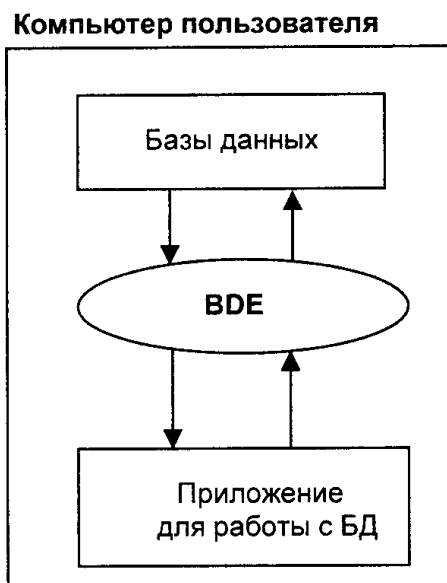 Компьютер пользователя
Базы данных
BDE
Приложение
для работы с БД